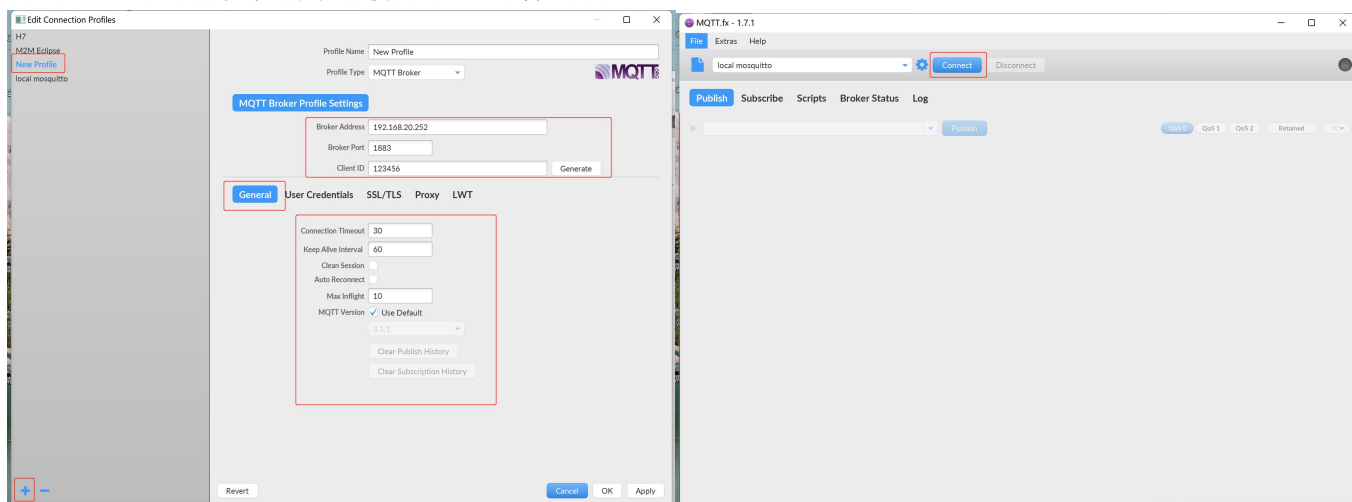 Edit Connection Profiles
H7
M2M Eclipse
New Profile
local mosquitto
Profile Name New Profile
Profile Type MQTT Broker
MQTT
MQTT Broker Profile Settings
Broker Address 192.168.20.252
Broker Port 1883
Client ID 123456 Generate
General User Credentials SSL/TLS Proxy LWT
Connection Timeout 30
Keep Alive Interval 60
Clean Session
Auto Reconnect
Max Inflight 10
MQTT Version Use Default
3.1.1
Clear Publish History
Clear Subscription History
Revert Cancel OK Apply
MQTT.fx - 1.7.1
File Extras Help
local mosquitto Connect Disconnect
Publish Subscribe Scripts Broker Status Log
Publish QoS 0 QoS 1 QoS 2 Retained